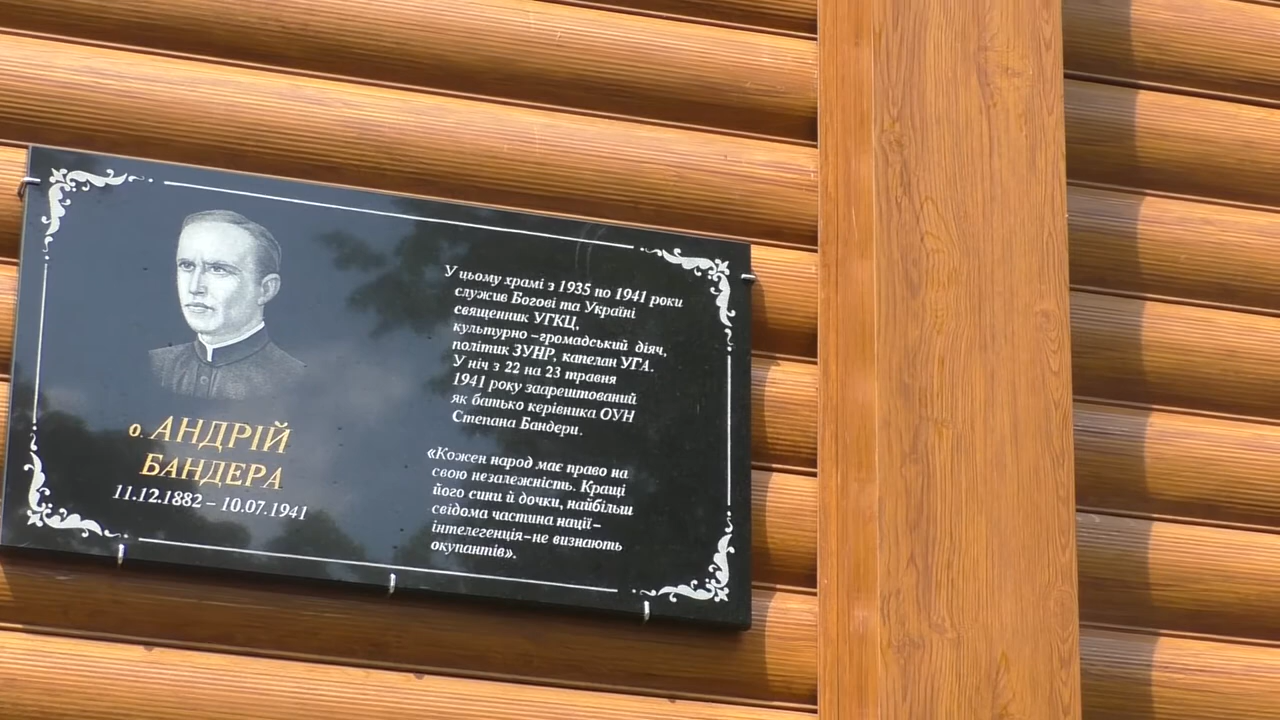 о. АНДРІЙ
БАНДЕРА
11.12.1882 – 10.07.1941
У цьому храмі з 1935 по 1941 роки
служив Богові та Україні
священник УГКЦ,
культурно –громадський діяч,
політик ЗУНР, капелан УГА.
У ніч з 22 на 23 травня
1941 року заарештований
як батько керівника ОУН
Степана Бандери.
«Кожен народ має право на
свою незалежність. Кращі
його сини й дочки, найбільш
свідома частина нації–
інтелегенція–не визнають
окупантів».